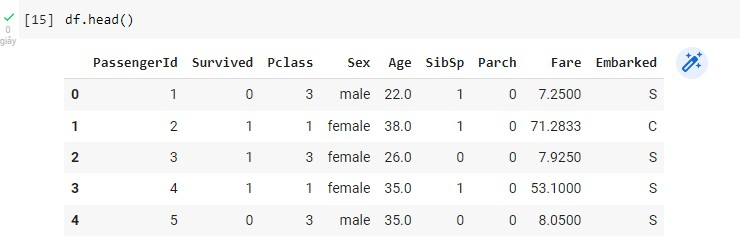 [15] df.head()
0
giây
PassengerId Survived Pclass Sex Age SibSp Parch Fare Embarked
0 1 0 3 male 22.0 1 0 7.2500 S
1 2 1 1 female 38.0 1 0 71.2833 C
2 3 1 3 female 26.0 0 0 7.9250 S
3 4 1 1 female 35.0 1 0 53.1000 S
4 5 0 3 male 35.0 0 0 8.0500 S